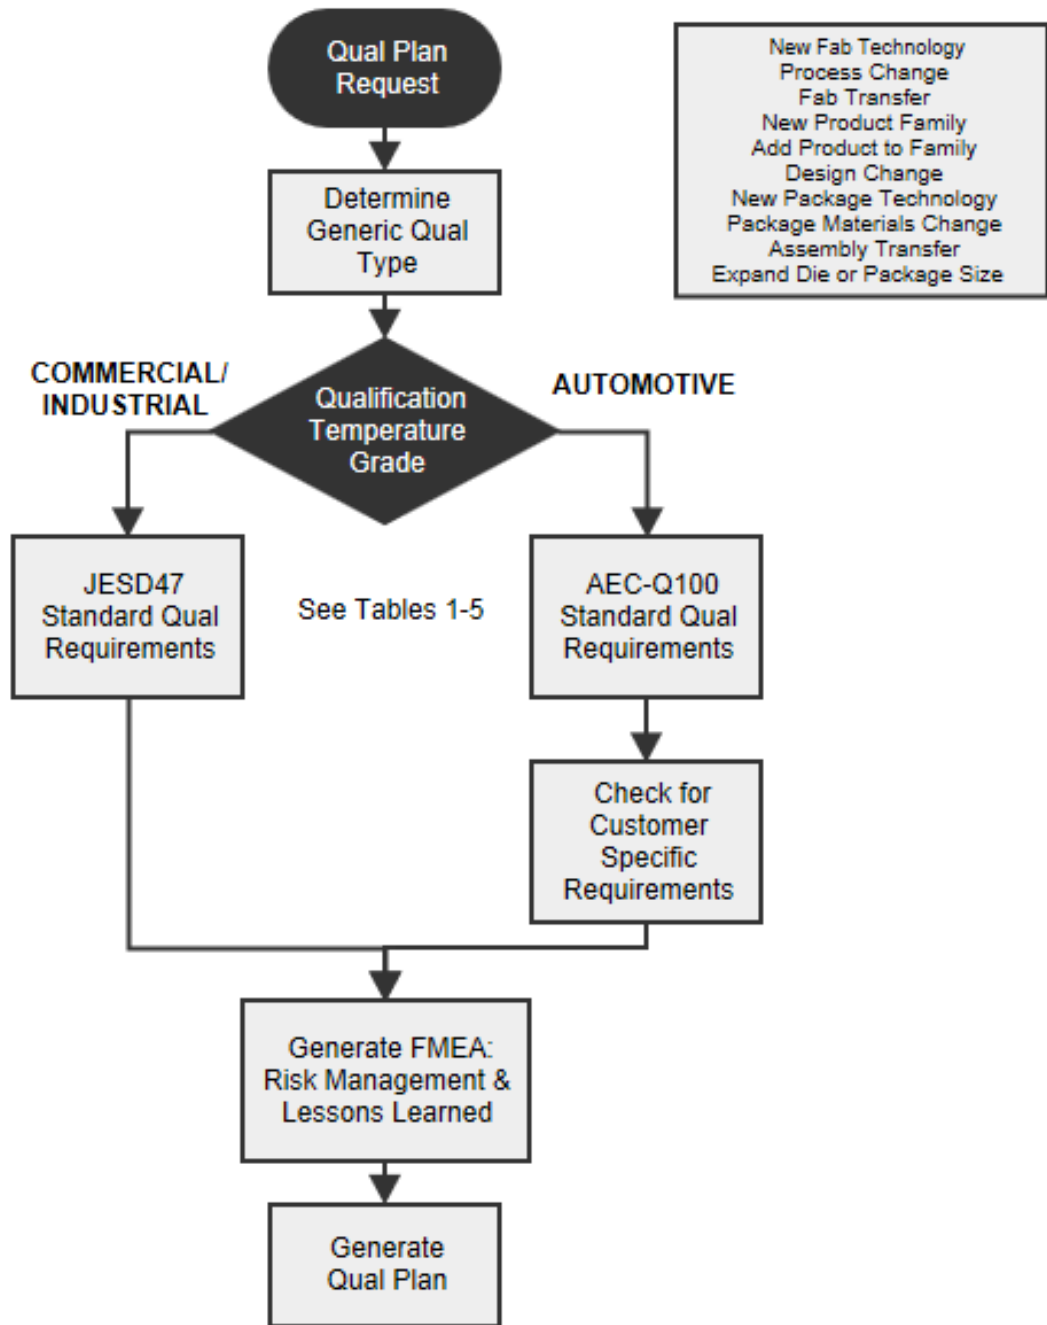 Qual Plan
Request
New Fab Technology
Process Change
Fab Transfer
New Product Family
Add Product to Family
Design Change
New Package Technology
Package Materials Change
Assembly Transfer
Expand Die or Package Size
Determine
Generic Qual
Type
COMMERCIAL/
INDUSTRIAL
Qualification
Temperature
Grade
AUTOMOTIVE
JESD47
Standard Qual
Requirements
See Tables 1-5
AEC-Q100
Standard Qual
Requirements
Check for
Customer
Specific
Requirements
Generate FMEA:
Risk Management &
Lessons Learned
Generate
Qual Plan